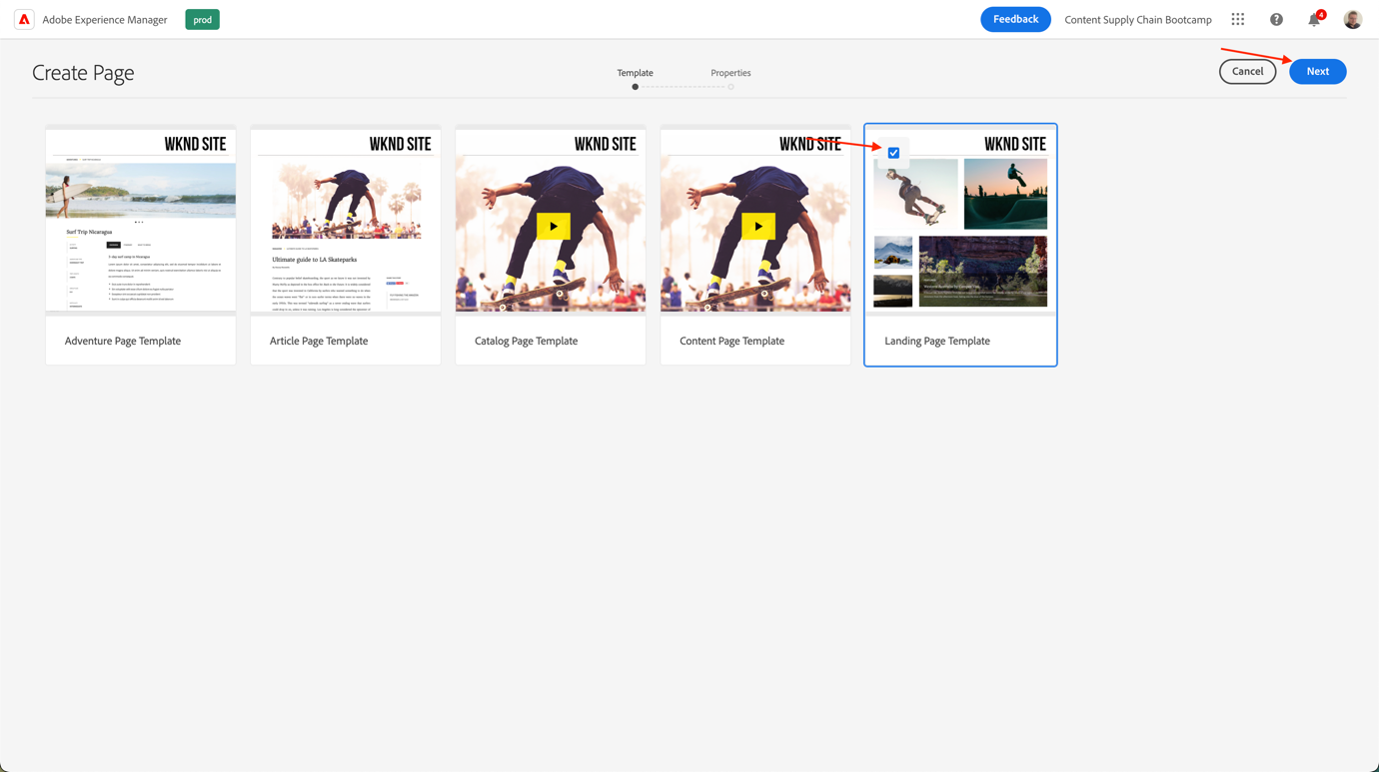 Adobe Experience Manager
prod
Feedback
Content Supply Chain Bootcamp
4
Create Page
Template
Properties
Cancel
Next
WKND SITE
WKND SITE
WKND SITE
WKND SITE
WKND SITE
Surf Trip Nicaragua
Ultimate guide to LA Skateparks
Adventure Page Template
Article Page Template
Catalog Page Template
Content Page Template
Landing Page Template